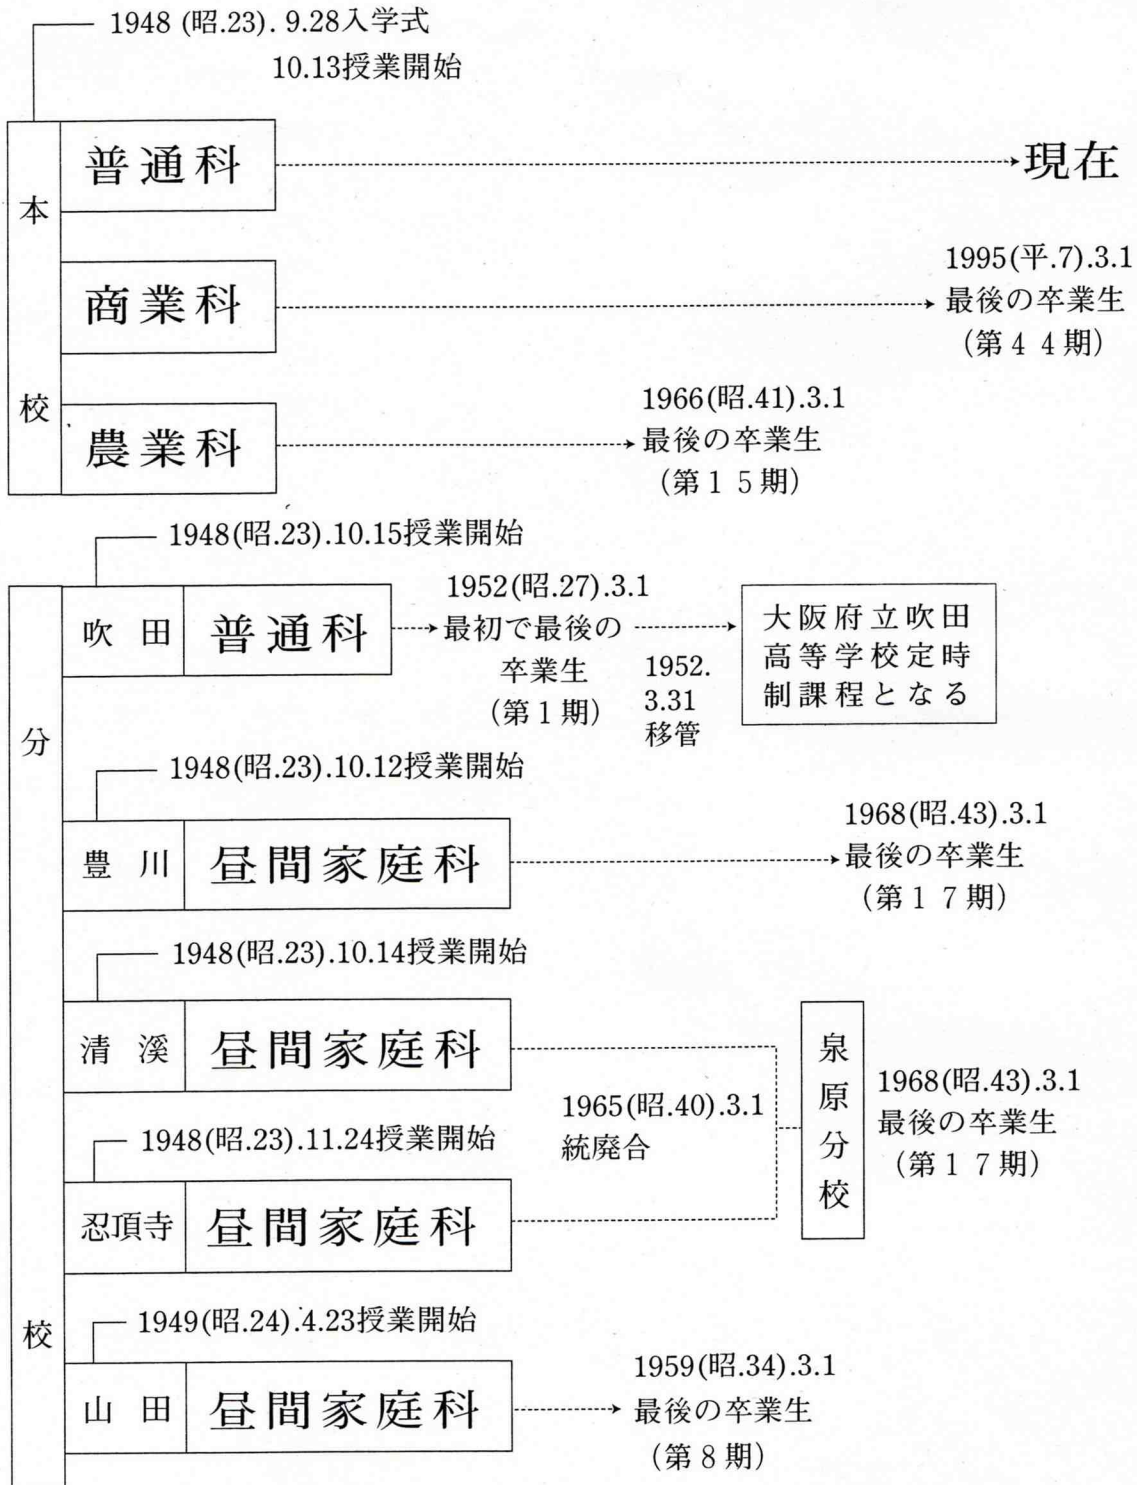 1948 (昭.23). 9.28入学式
10.13授業開始
本校
普通科
現在
商業科
1995(平.7).3.1
最後の卒業生
(第44期)
農業科
1966(昭.41).3.1
最後の卒業生
(第15期)
分校
1948(昭.23).10.15授業開始
吹田
普通科
1952(昭.27).3.1
最初で最後の
卒業生
(第1期)
1952.
3.31
移管
大阪府立吹田
高等学校定時
制課程となる
1948(昭.23).10.12授業開始
豊川
昼間家庭科
1968(昭.43).3.1
最後の卒業生
(第17期)
1948(昭.23).10.14授業開始
清溪
昼間家庭科
1948(昭.23).11.24授業開始
忍頂寺
昼間家庭科
1965(昭.40).3.1
統廃合
泉原分校
1968(昭.43).3.1
最後の卒業生
(第17期)
1949(昭.24).4.23授業開始
山田
昼間家庭科
1959(昭.34).3.1
最後の卒業生
(第8期)